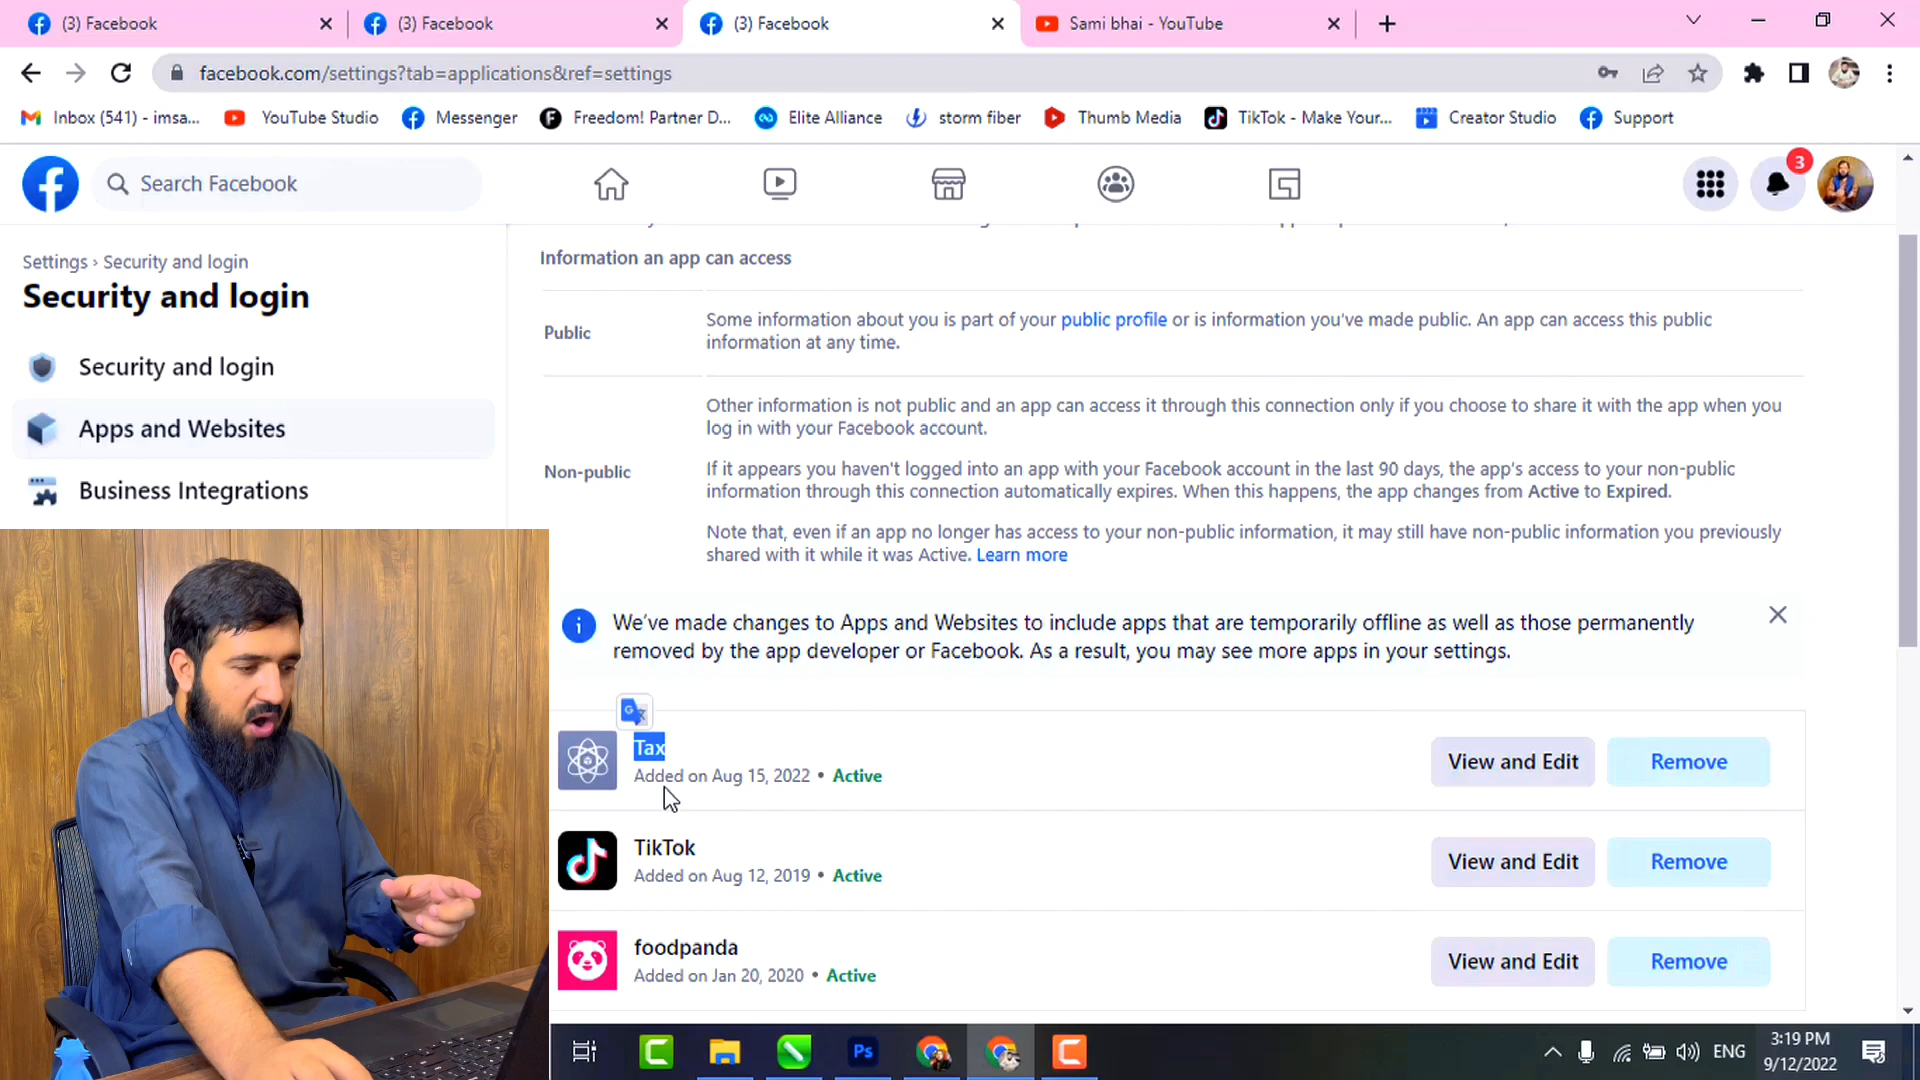 (3) Facebook
(3) Facebook
(3) Facebook
Sami bhai - YouTube
facebook.com/settings?tab=applications&ref=settings
Inbox (541) - imsa...
YouTube Studio
Messenger
Freedom! Partner D...
Elite Alliance
storm fiber
Thumb Media
TikTok - Make Your...
Creator Studio
Support
Search Facebook
3
Settings › Security and login
Security and login
Security and login
Apps and Websites
Business Integrations
Information an app can access
Public
Some information about you is part of your public profile or is information you've made public. An app can access this public
information at any time.
Non-public
Other information is not public and an app can access it through this connection only if you choose to share it with the app when you
log in with your Facebook account.
If it appears you haven't logged into an app with your Facebook account in the last 90 days, the app's access to your non-public
information through this connection automatically expires. When this happens, the app changes from Active to Expired.
Note that, even if an app no longer has access to your non-public information, it may still have non-public information you previously
shared with it while it was Active. Learn more
We've made changes to Apps and Websites to include apps that are temporarily offline as well as those permanently
removed by the app developer or Facebook. As a result, you may see more apps in your settings.
Tax
Added on Aug 15, 2022 • Active
View and Edit
Remove
TikTok
Added on Aug 12, 2019 • Active
View and Edit
Remove
foodpanda
Added on Jan 20, 2020 • Active
View and Edit
Remove
Ps
ENG
3:19 PM
9/12/2022